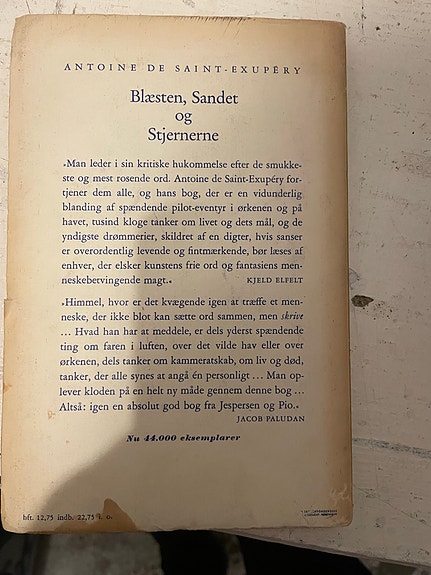 ANTOINE DE SAINT-EXUPÉRY
Blæsten, Sandet
og
Stjernerne
»Man leder i sin kritiske hukommelse efter de smukke-
ste og mest rosende ord. Antoine de Saint-Exupéry for-
tjener dem alle, og hans bog, der er en vidunderlig
blanding af spændende pilot-eventyr i ørkenen og på
havet, tusind kloge tanker om livet og dets mål, og de
yndigste drømmerier, skildret af en digter, hvis sanser
er overordentlig levende og fintmærkende, bør læses af
enhver, der elsker kunstens frie ord og fantasiens men-
neskebetvingende magt.« KJELD ELFELT
»Himmel, hvor er det kvægende igen at træffe et men-
neske, der ikke blot kan sætte ord sammen, men skrive
... Hvad han har at meddele, er dels yderst spændende
ting om faren i luften, over det vilde hav eller over
ørkenen, dels tanker om kammeratskab, om liv og død,
tanker, der alle synes at angå én personligt ... Man op-
lever kloden på en helt ny måde gennem denne bog ...
Altså: igen en absolut god bog fra Jespersen og Pio.«
JACOB PALUDAN
Nu 44.000 eksemplarer
hft. 12,75 indb. 22,75 i. o.